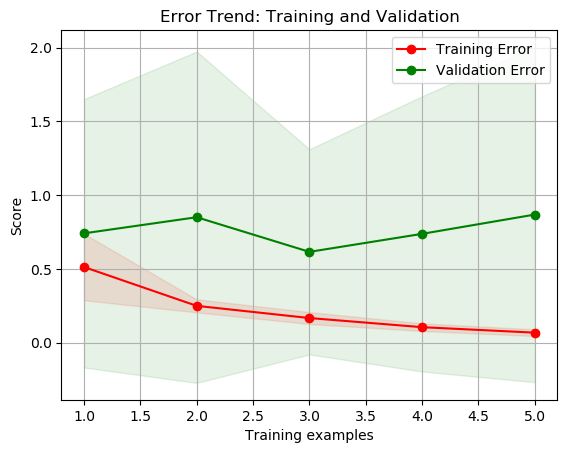 Error Trend: Training and Validation
Training Error
Validation Error
Score
2.0
1.5
1.0
0.5
0.0
1.0 1.5 2.0 2.5 3.0 3.5 4.0 4.5 5.0
Training examples